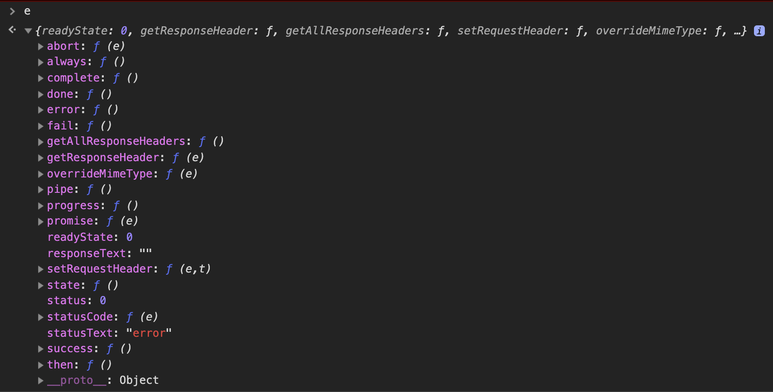 > e
{readyState: 0, getResponseHeader: ƒ, getAllResponseHeaders: ƒ, setRequestHeader: ƒ, overrideMimeType: ƒ, …} i
abort: ƒ (e)
always: ƒ ()
complete: ƒ ()
done: ƒ ()
error: ƒ ()
fail: ƒ ()
getAllResponseHeaders: ƒ ()
getResponseHeader: ƒ (e)
overrideMimeType: ƒ (e)
pipe: ƒ ()
progress: ƒ ()
promise: ƒ (e)
readyState: 0
responseText: ""
setRequestHeader: ƒ (e,t)
state: ƒ ()
status: 0
statusCode: ƒ (e)
statusText: "error"
success: ƒ ()
then: ƒ ()
__proto__: Object